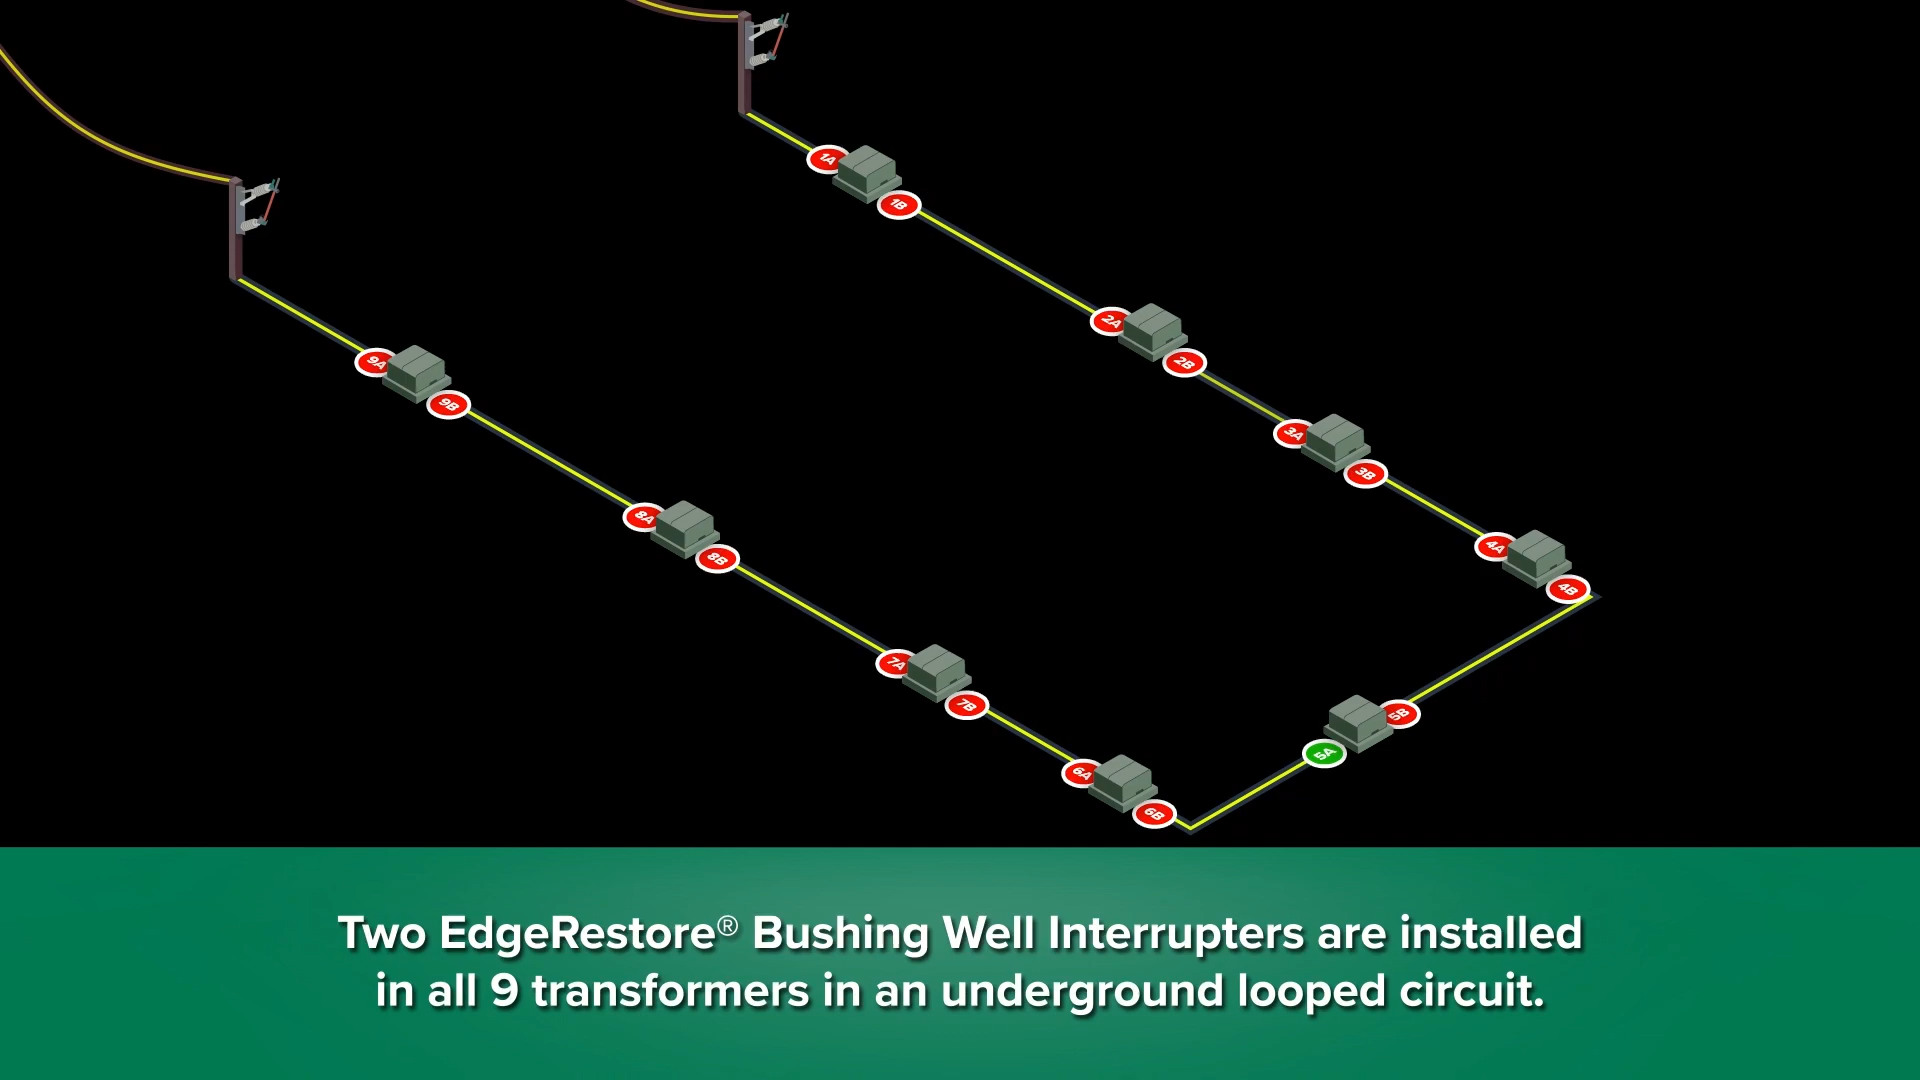 1A
1B
2A
2B
3A
3B
4A
4B
5B
5A
6B
6A
7B
7A
8B
8A
9B
9A
Two EdgeRestore® Bushing Well Interrupters are installed
in all 9 transformers in an underground looped circuit.